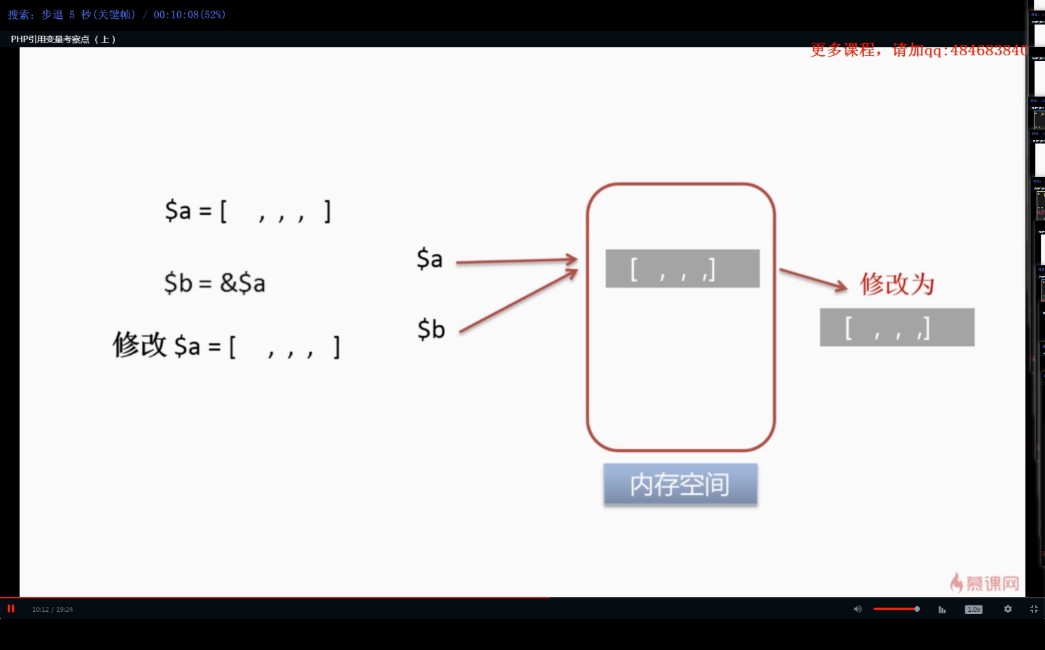 搜索: 步退 5 秒(关键帧) / 00:10:08(52%)
PHP引用变量考察点（上）
更多课程，请加qq:484683840
$a = [ , , , ]
$b = &$a
修改 $a = [ , , , ]
$a
$b
[ , , ,]
修改为
[ , , ,]
内存空间
慕课网
10:12 / 19:24
1.0x